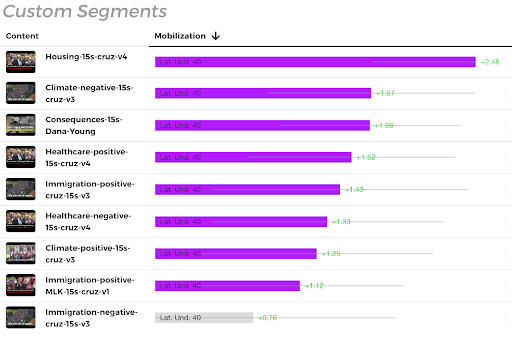 Custom Segments
Content Mobilization ↓
Housing-15s-cruz-v4
Lat. Und. 40 +2.48
Climate-negative-15s-
cruz-v3
Lat. Und. 40 +1.67
Consequences-15s-
Dana-Young
Lat. Und. 40 +1.66
Healthcare-positive-
15s-cruz-v4
Lat. Und. 40 +1.52
Immigration-positive-
cruz-15s-v3
Lat. Und. 40 +1.43
Healthcare-negative-
15s-cruz-v4
Lat. Und. 40 +1.33
Climate-positive-15s-
cruz-v3
Lat. Und. 40 +1.25
Immigration-positive-
MLK-15s-cruz-v1
Lat. Und. 40 +1.12
Immigration-negative-
cruz-15s-v3
Lat. Und. 40 +0.76